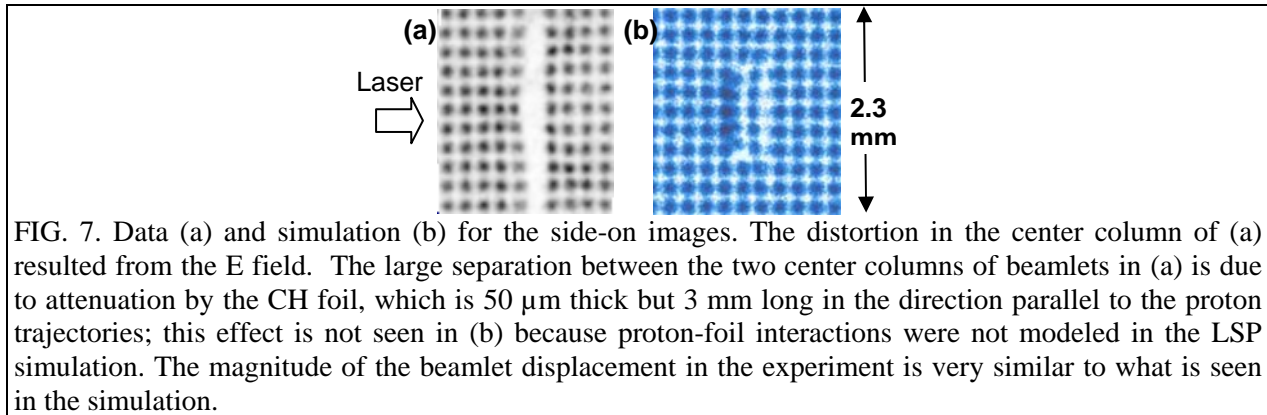 (a)
(b)
Laser
2.3
mm
FIG. 7. Data (a) and simulation (b) for the side-on images. The distortion in the center column of (a)
resulted from the E field. The large separation between the two center columns of beamlets in (a) is due
to attenuation by the CH foil, which is 50 µm thick but 3 mm long in the direction parallel to the proton
trajectories; this effect is not seen in (b) because proton-foil interactions were not modeled in the LSP
simulation. The magnitude of the beamlet displacement in the experiment is very similar to what is seen
in the simulation.